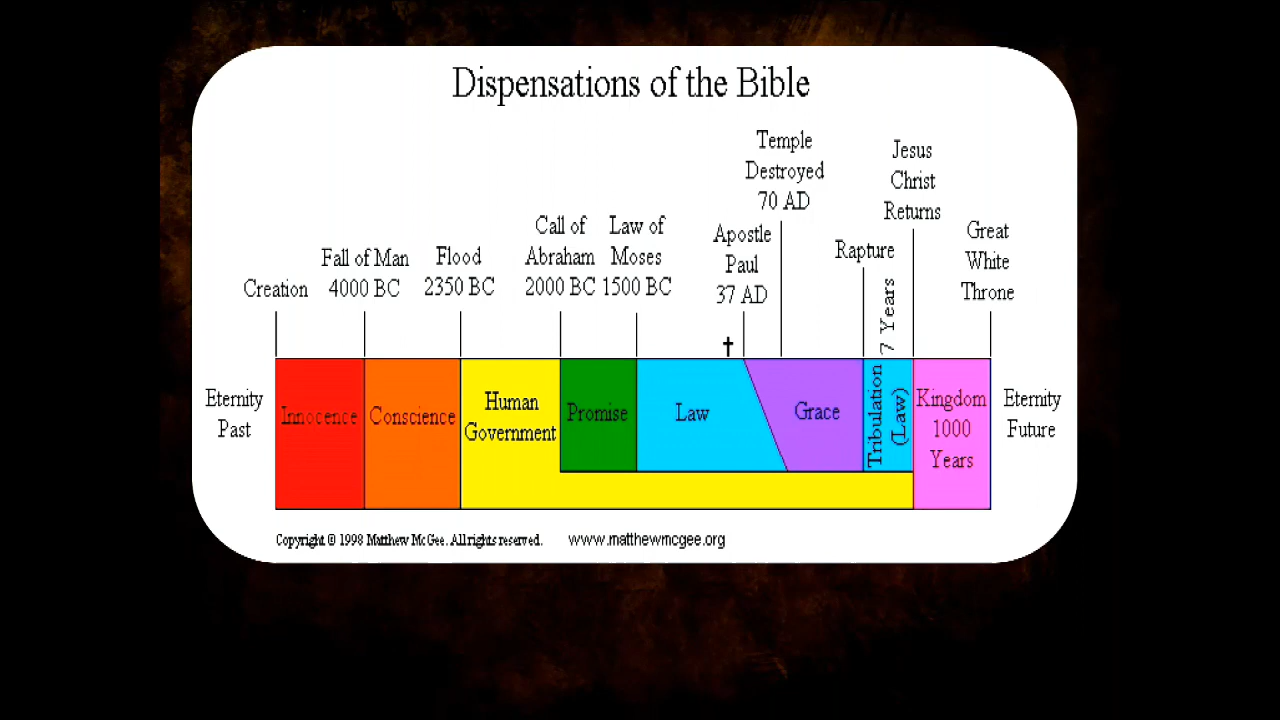 Dispensations of the Bible
Temple
Destroyed
70 AD
Jesus
Christ
Returns
Call of
Abraham
2000 BC
Law of
Moses
1500 BC
Apostle
Paul
37 AD
Rapture
Great
White
Throne
Creation
Fall of Man
4000 BC
Flood
2350 BC
7 Years
Eternity
Past
Innocence
Conscience
Human
Government
Promise
Law
Grace
Tribulation
(Law)
Kingdom
1000
Years
Eternity
Future
Copyright © 1998 Matthew McGee. All rights reserved.
www.matthewmcgee.org